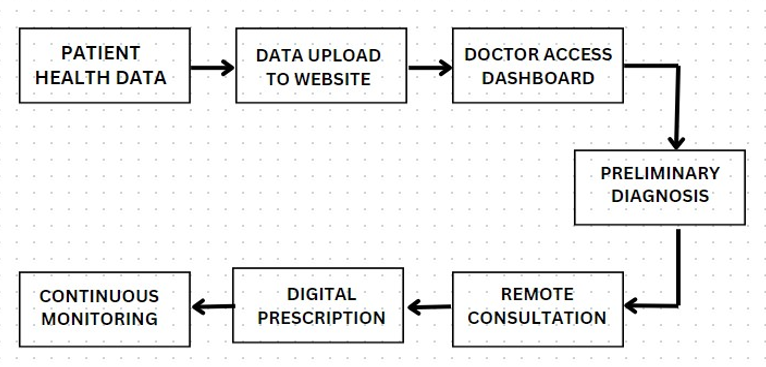 PATIENT
HEALTH DATA
DATA UPLOAD
TO WEBSITE
DOCTOR ACCESS
DASHBOARD
PRELIMINARY
DIAGNOSIS
REMOTE
CONSULTATION
DIGITAL
PRESCRIPTION
CONTINUOUS
MONITORING